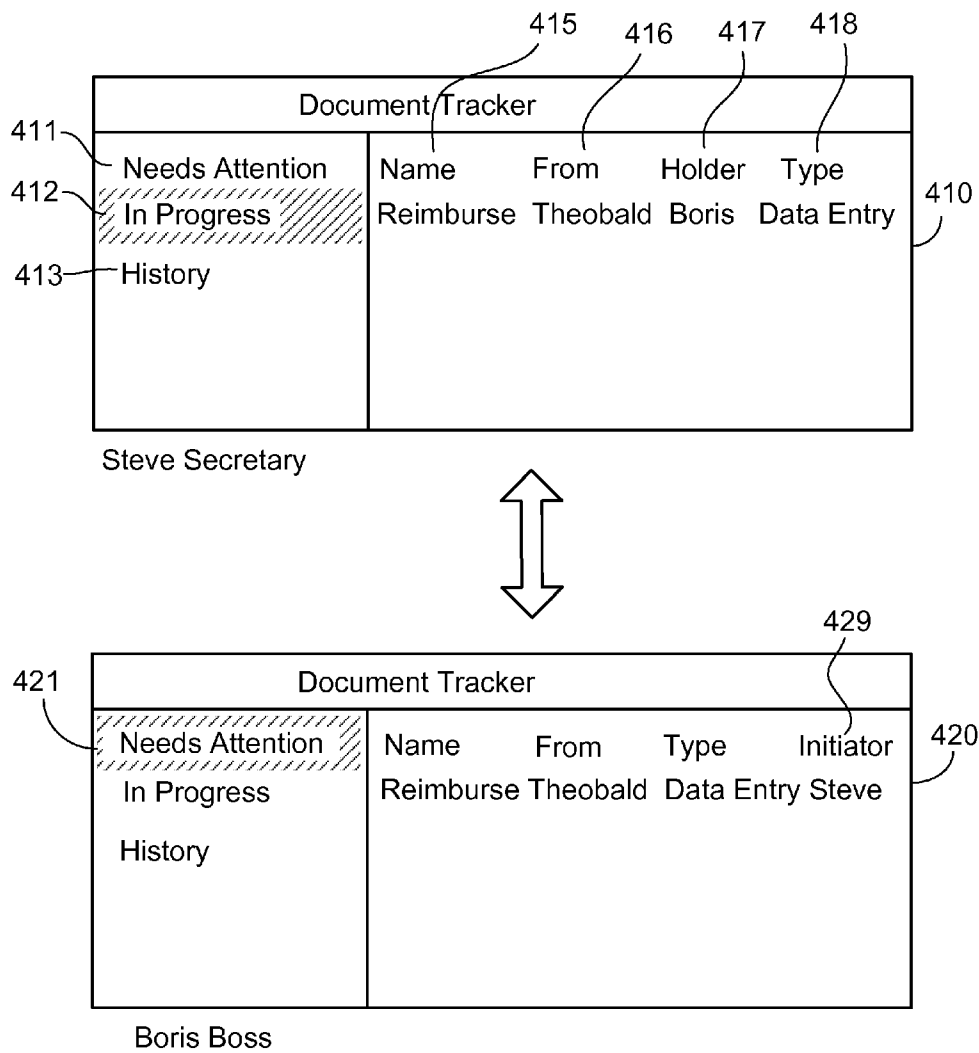 415 416 417 418
Document Tracker
411 Needs Attention Name From Holder Type
412 In Progress Reimburse Theobald Boris Data Entry 410
413 History
Steve Secretary
429
Document Tracker
421
Needs Attention Name From Type Initiator 420
In Progress Reimburse Theobald Data Entry Steve
History
Boris Boss